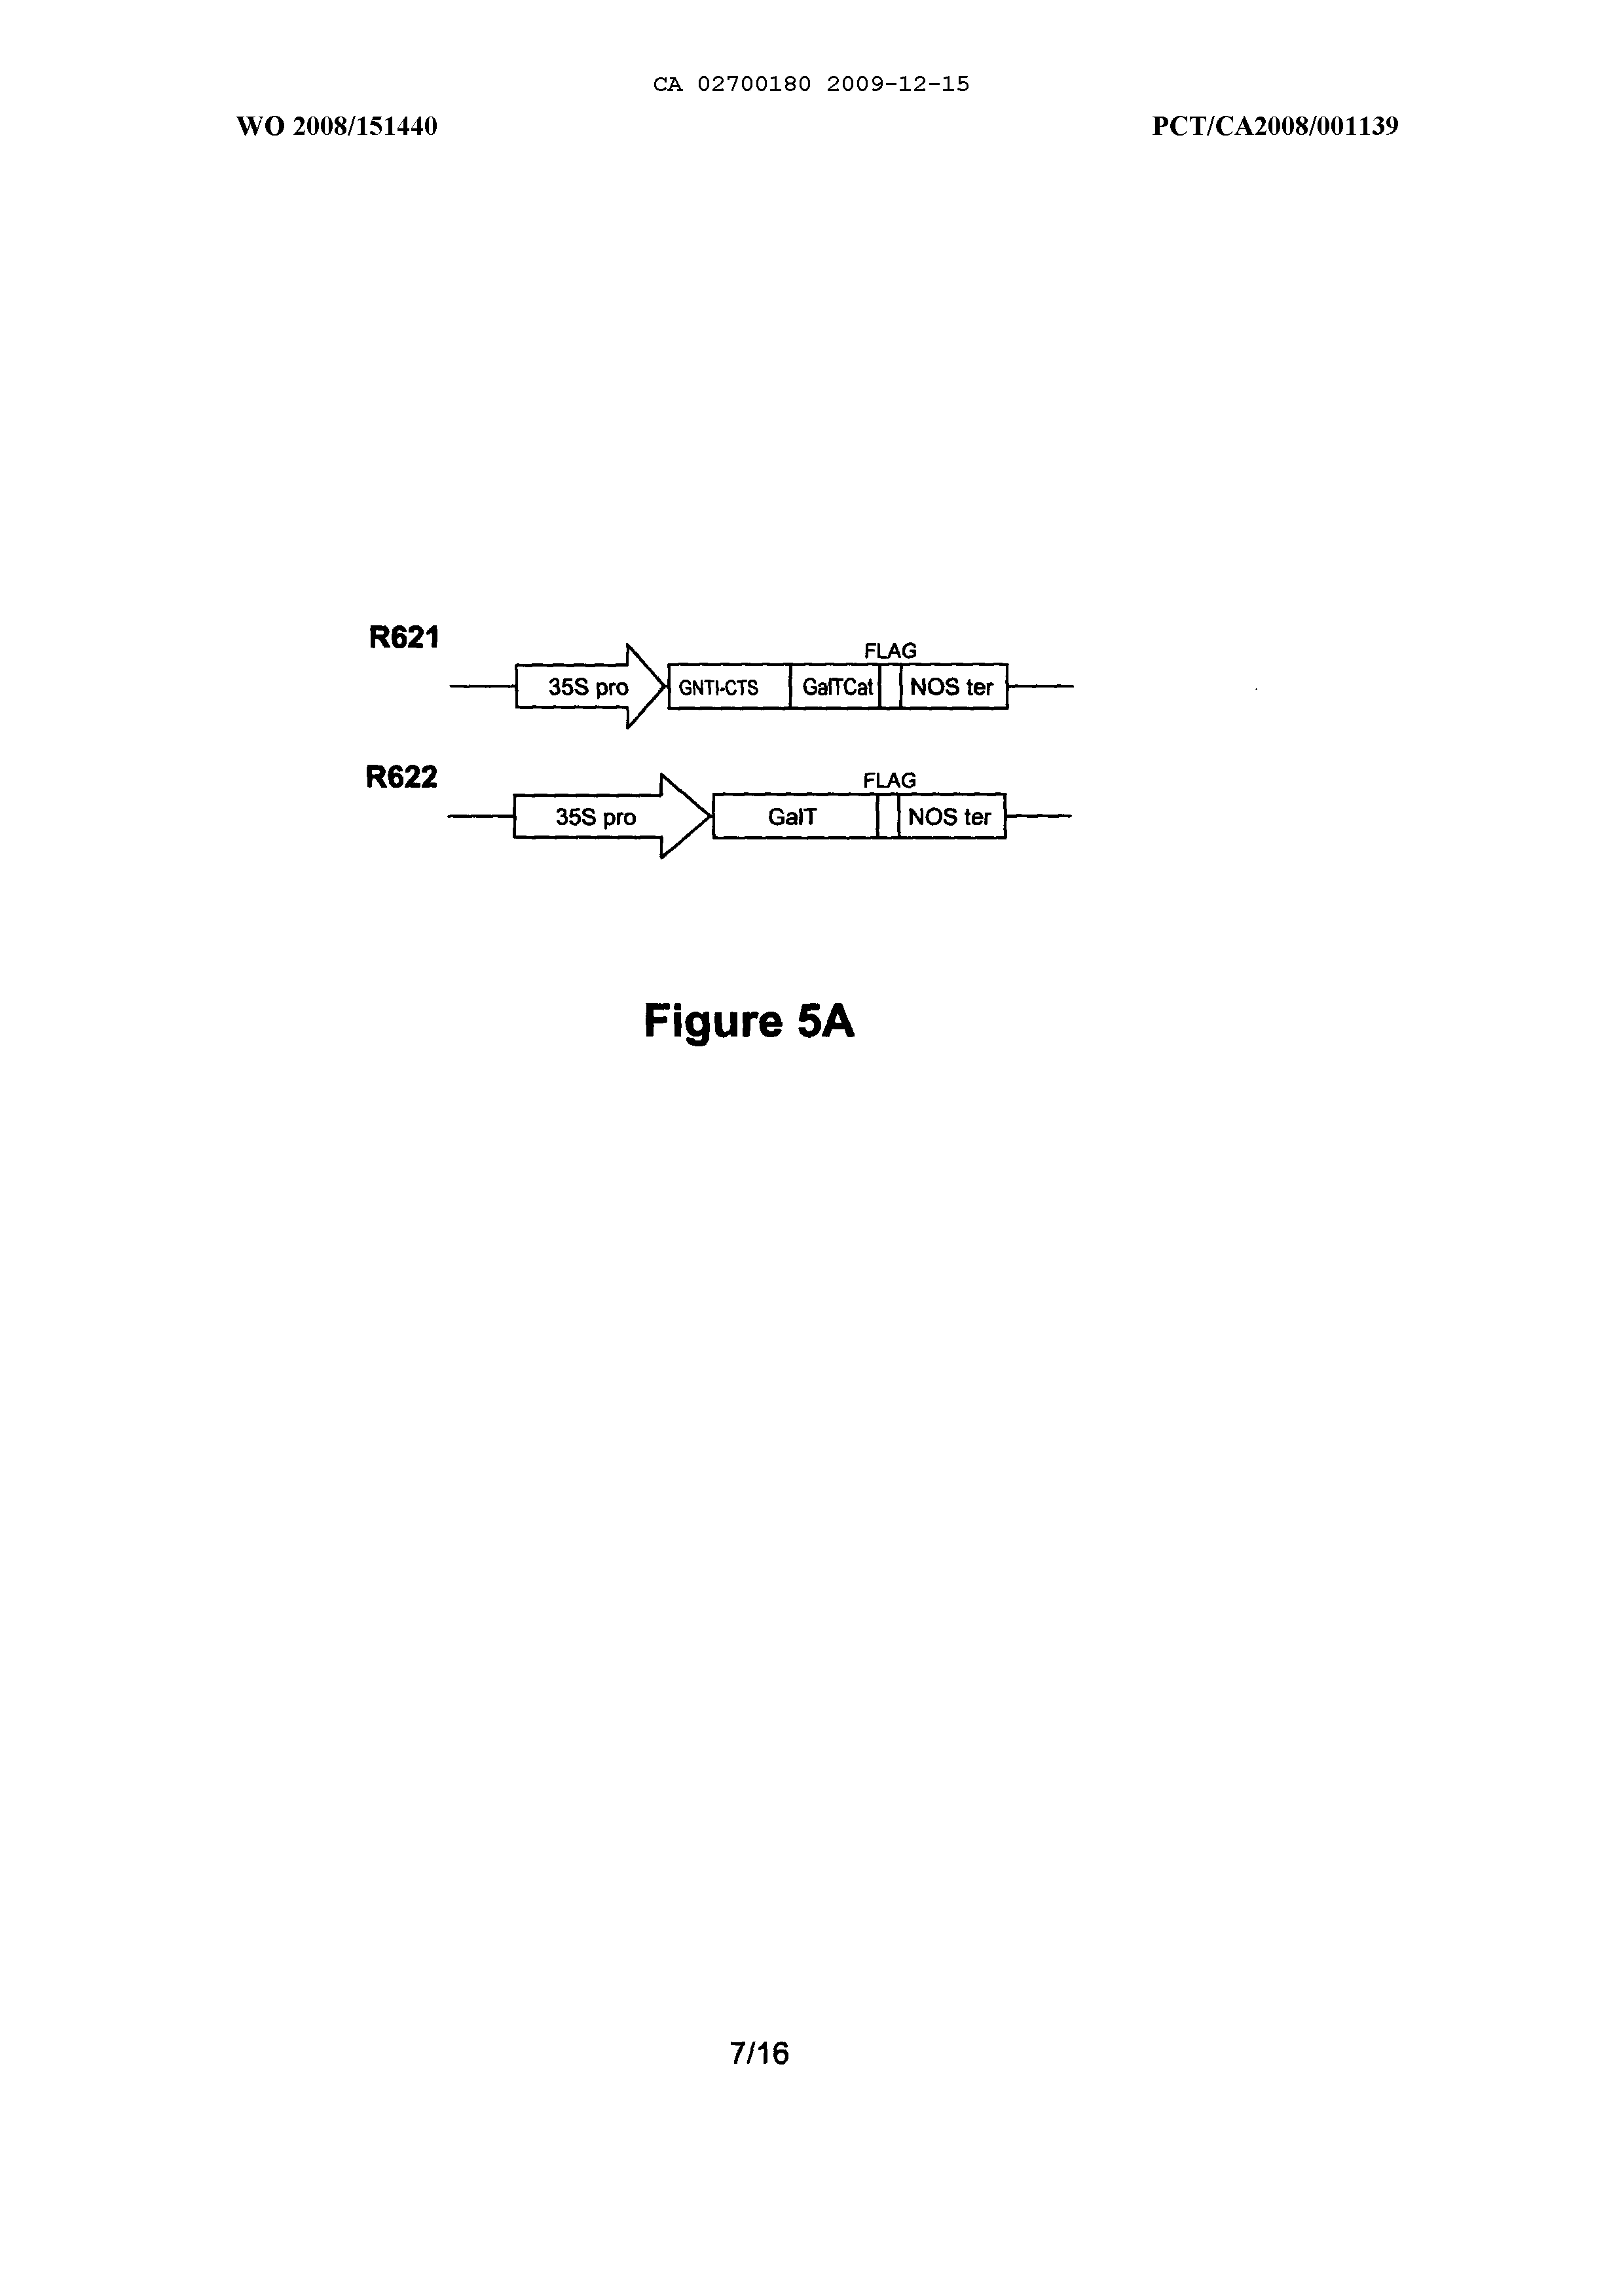 CA 02700180 2009-12-15
WO 2008/151440 PCT/CA2008/001139
R621
FLAG
35S pro GNTI-CTS GalTCat NOS ter
R622
FLAG
35S pro GalT NOS ter
Figure 5A
7/16